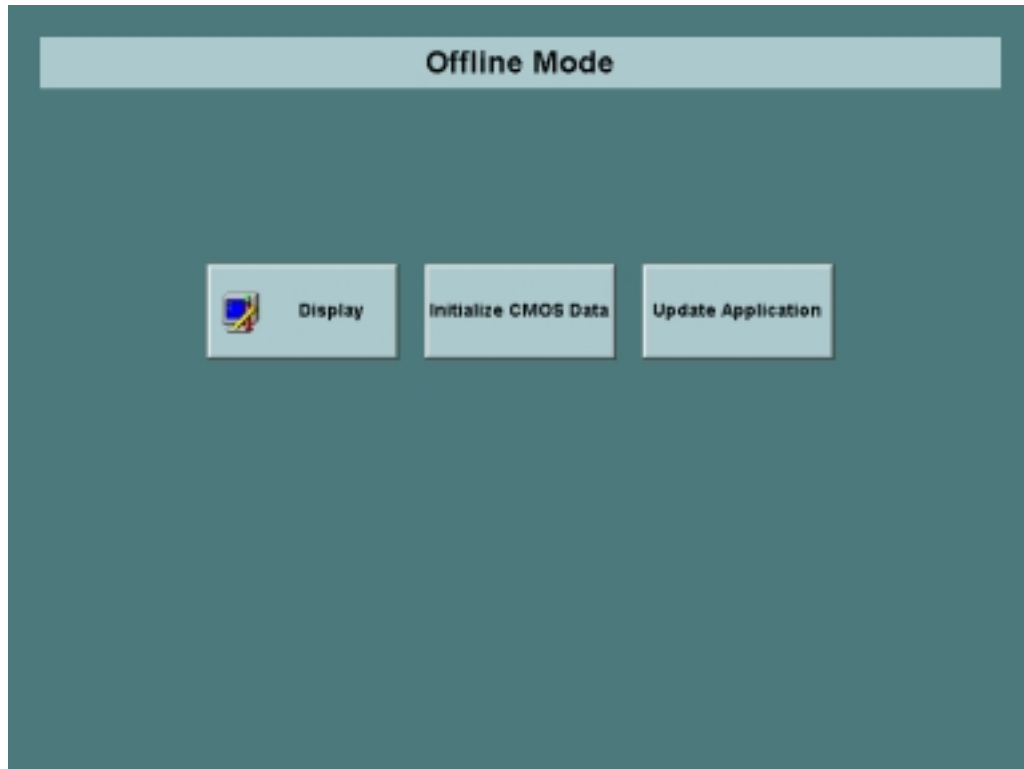 Offline Mode
Display
Initialize CMOS Data
Update Application